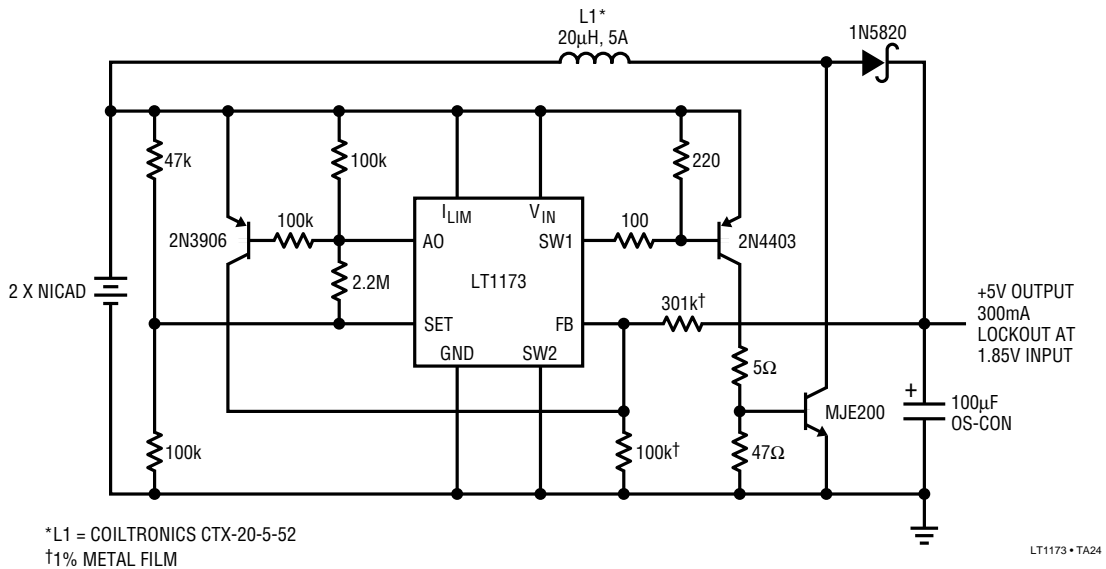 L1*
20µH, 5A
1N5820
47k
100k
220
I_LIM
V_IN
2N3906
100k
AO
SW1
100
2N4403
2 X NICAD
2.2M
LT1173
301k†
+5V OUTPUT
300mA
LOCKOUT AT
1.85V INPUT
SET
FB
GND
SW2
5Ω
+
100µF
OS-CON
MJE200
100k
100k†
47Ω
*L1 = COILTRONICS CTX-20-5-52
†1% METAL FILM
LT1173 • TA24